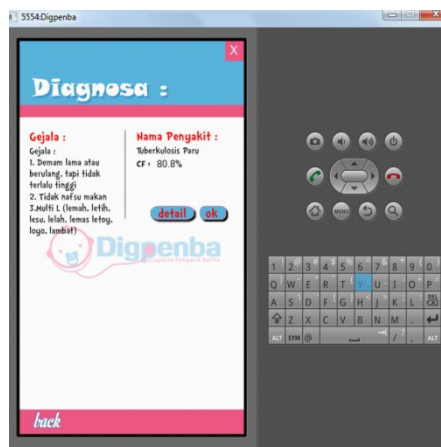 5554:Digpenba
X
Diagnosa :
Gejala :
Gejala :
1. Demam lama atau
berulang, tapi tidak
terlalu tinggi
2. Tidak nafsu makan
3.Multi L (lemah, letih,
lesu, lelah, lemas letoy,
loyo, lambat)
Nama Penyakit :
Tuberkulosis Paru
CF : 80.8%
detail ok
Digpenba
back
MENU
1 2 3 4 5 6 7 8 9 0
Q W E R T Y U I O P
A S D F G H J K L DEL
Z X C V B N M .
ALT SYM @ / , ALT